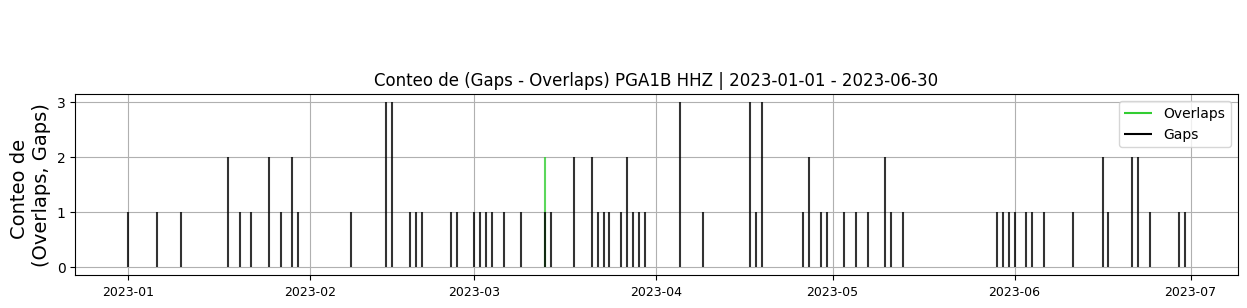 Conteo de (Gaps - Overlaps) PGA1B HHZ | 2023-01-01 - 2023-06-30
Conteo de
(Overlaps, Gaps)
3
2
1
0
Overlaps
Gaps
2023-01
2023-02
2023-03
2023-04
2023-05
2023-06
2023-07